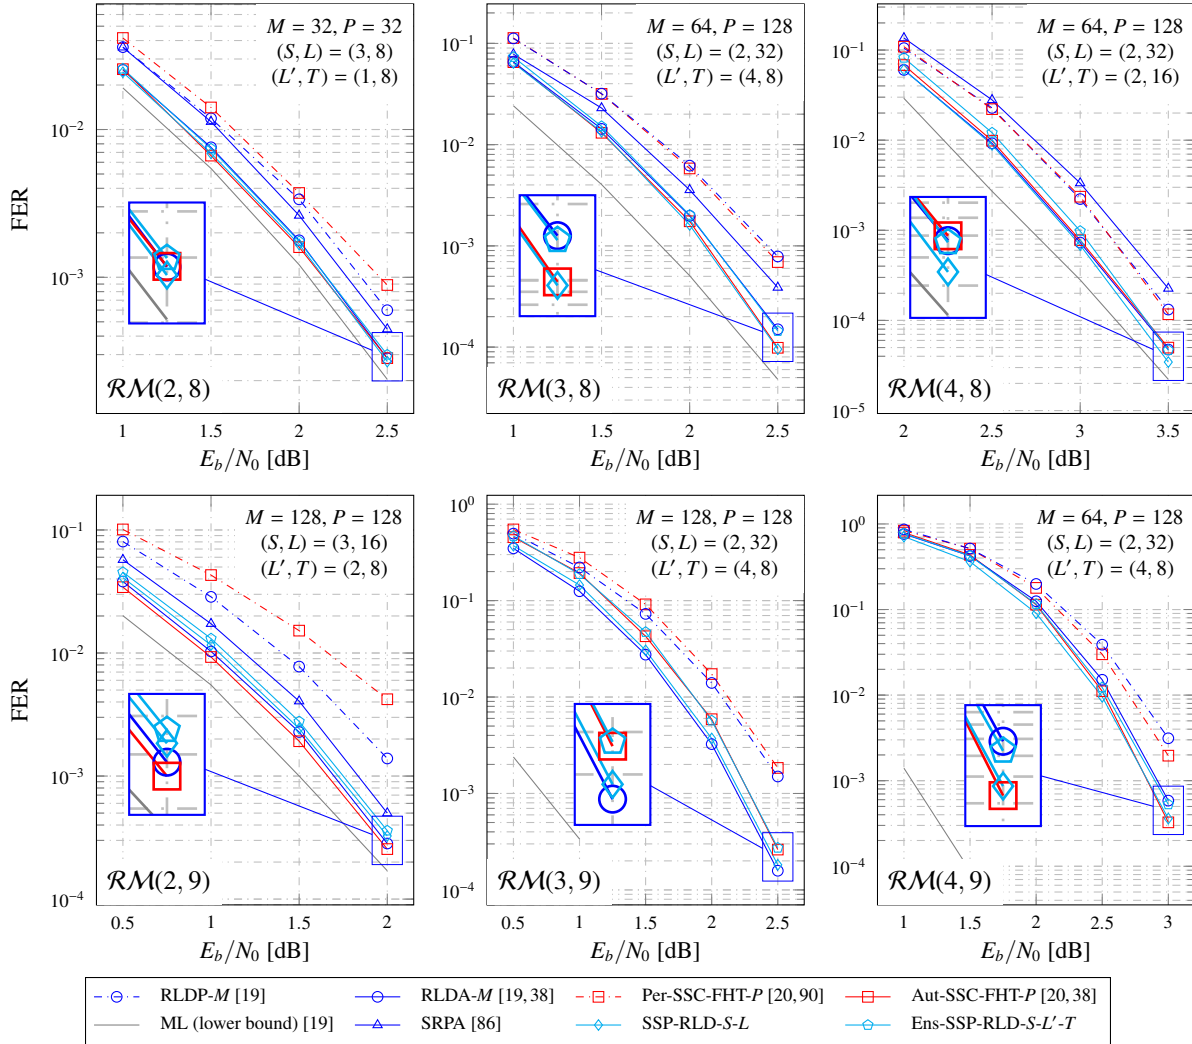 M = 32, P = 32
(S, L) = (3, 8)
(L′, T) = (1, 8)
10⁻²
10⁻³
FER
RM(2, 8)
1 1.5 2 2.5
E_b/N_0 [dB]
M = 64, P = 128
(S, L) = (2, 32)
(L′, T) = (4, 8)
10⁻¹
10⁻²
10⁻³
10⁻⁴
RM(3, 8)
1 1.5 2 2.5
E_b/N_0 [dB]
M = 64, P = 128
(S, L) = (2, 32)
(L′, T) = (2, 16)
10⁻¹
10⁻²
10⁻³
10⁻⁴
10⁻⁵
RM(4, 8)
2 2.5 3 3.5
E_b/N_0 [dB]
M = 128, P = 128
(S, L) = (3, 16)
(L′, T) = (2, 8)
10⁻¹
10⁻²
10⁻³
10⁻⁴
FER
RM(2, 9)
0.5 1 1.5 2
E_b/N_0 [dB]
M = 128, P = 128
(S, L) = (2, 32)
(L′, T) = (4, 8)
10⁰
10⁻¹
10⁻²
10⁻³
10⁻⁴
RM(3, 9)
0.5 1 1.5 2 2.5
E_b/N_0 [dB]
M = 64, P = 128
(S, L) = (2, 32)
(L′, T) = (4, 8)
10⁰
10⁻¹
10⁻²
10⁻³
10⁻⁴
RM(4, 9)
1 1.5 2 2.5 3
E_b/N_0 [dB]
RLDP-M [19] RLDA-M [19, 38] Per-SSC-FHT-P [20, 90] Aut-SSC-FHT-P [20, 38]
ML (lower bound) [19] SRPA [86] SSP-RLD-S-L Ens-SSP-RLD-S-L′-T